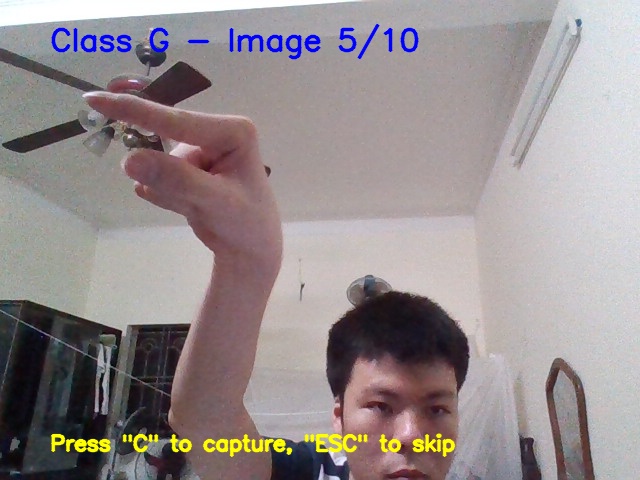 Class G - Image 5/10
Press "C" to capture, "ESC" to skip